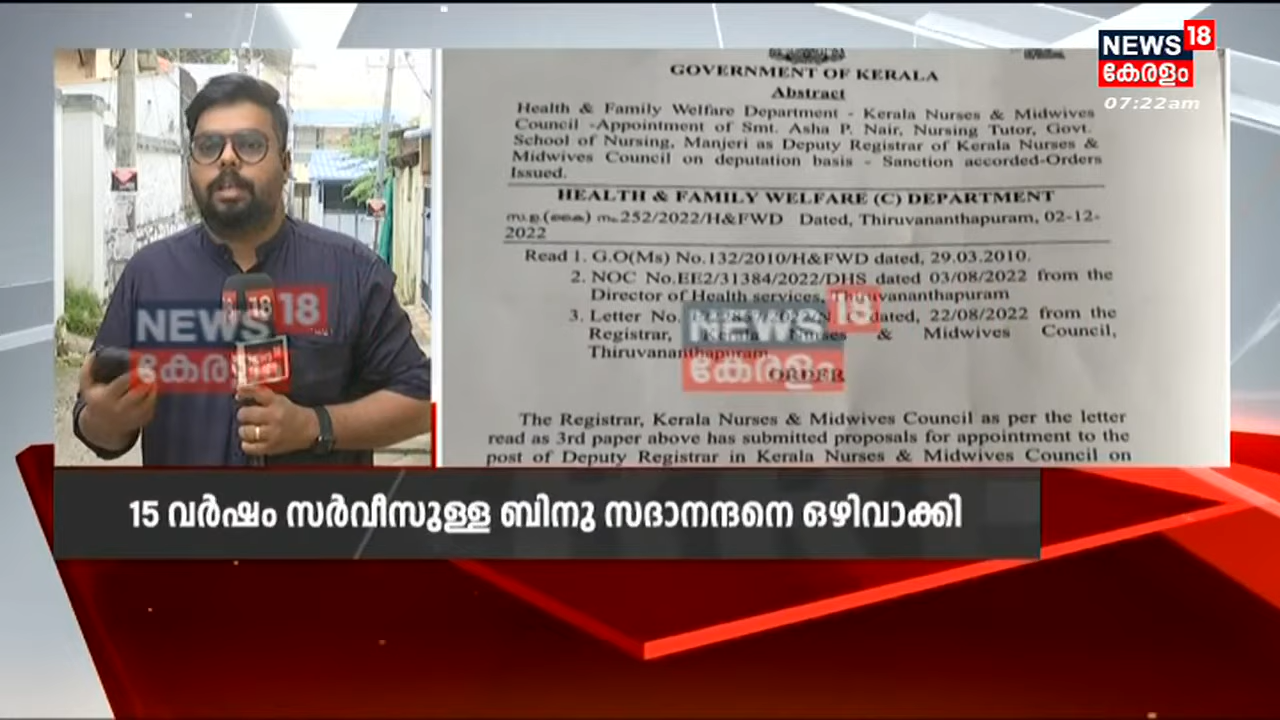 NEWS 18
കേരളം
07:22am
GOVERNMENT OF KERALA
Abstract
Health & Family Welfare Department - Kerala Nurses & Midwives
Council -Appointment of Smt. Asha P. Nair, Nursing Tutor, Govt.
School of Nursing, Manjeri as Deputy Registrar of Kerala Nurses &
Midwives Council on deputation basis - Sanction accorded-Orders
Issued.
HEALTH & FAMILY WELFARE (C) DEPARTMENT
സ.ഉ.(കൈ) നം.252/2022/H&FWD Dated, Thiruvananthapuram, 02-12-
2022
Read 1. G.O(Ms) No.132/2010/H&FWD dated, 29.03.2010.
2. NOC No.EE2/31384/2022/DHS dated 03/08/2022 from the
Director of Health services, Thiruvananthapuram
3. Letter No. dated, 22/08/2022 from the
Registrar, Kerala Nurses & Midwives Council,
Thiruvananthapuram
ORDER
The Registrar, Kerala Nurses & Midwives Council as per the letter
read as 3rd paper above has submitted proposals for appointment to the
post of Deputy Registrar in Kerala Nurses & Midwives Council on
NEWS 18
കേരളം
NEWS 18
കേരളം
18
15 വർഷം സർവീസുള്ള ബിനു സദാനന്ദനെ ഒഴിവാക്കി